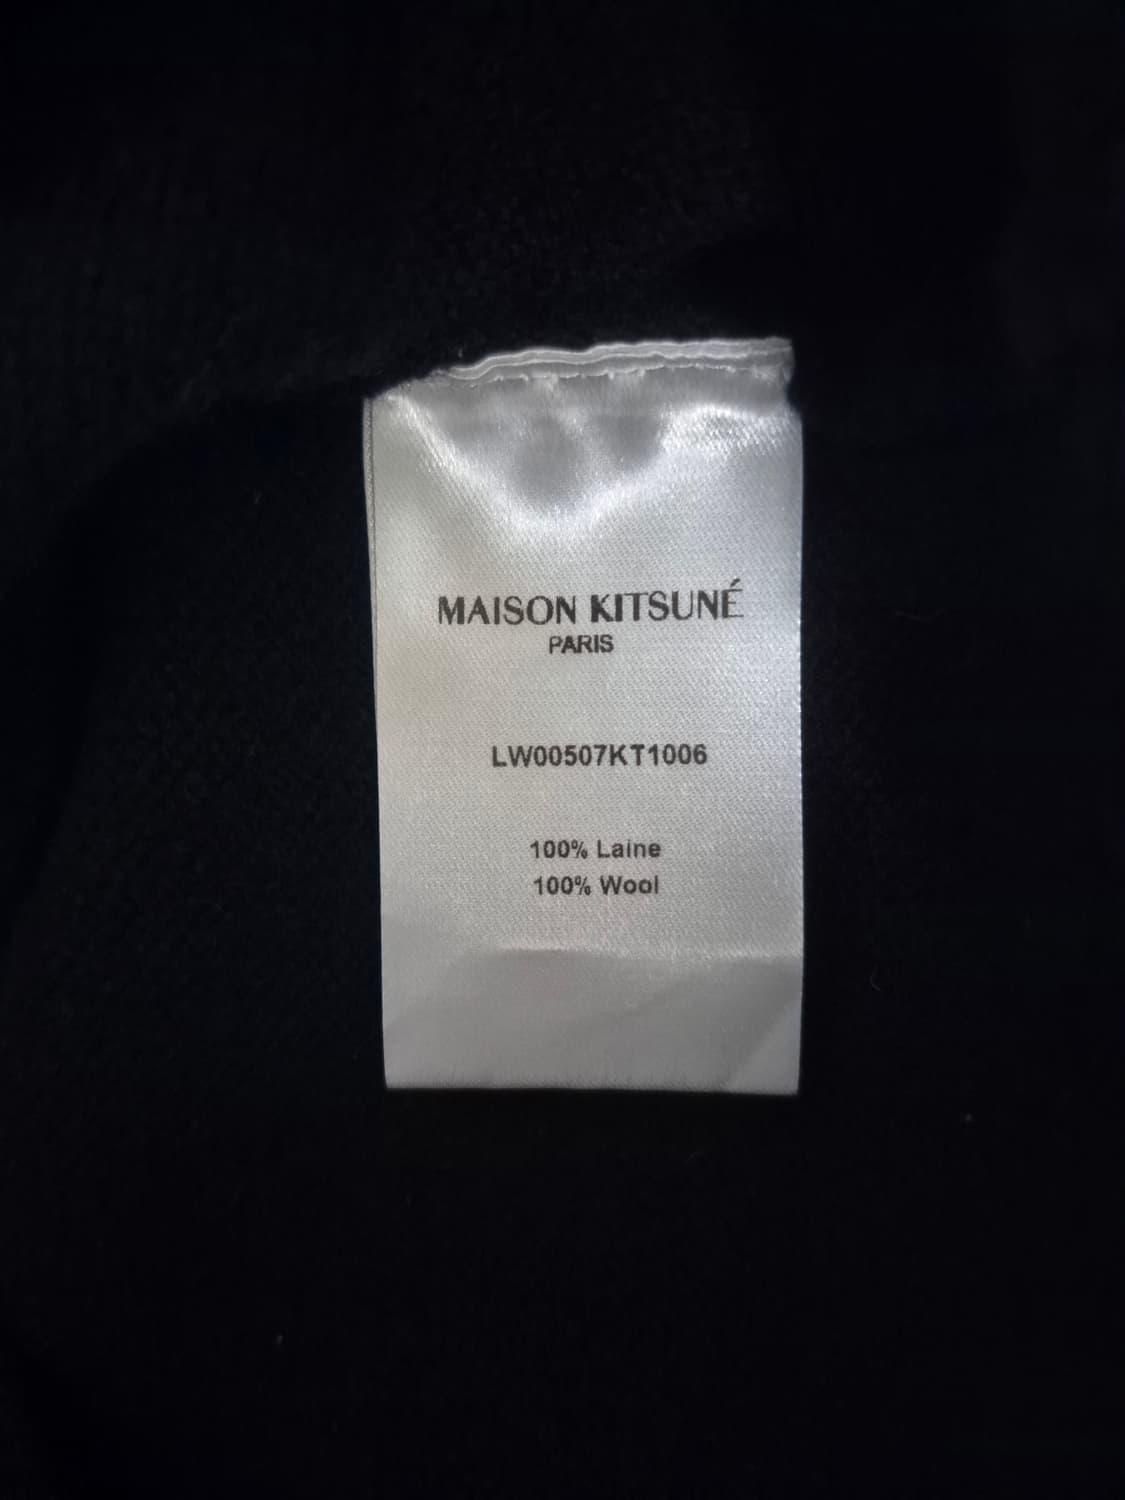 MAISON KITSUNÉ
PARIS
LW00507KT1006
100% Laine
100% Wool